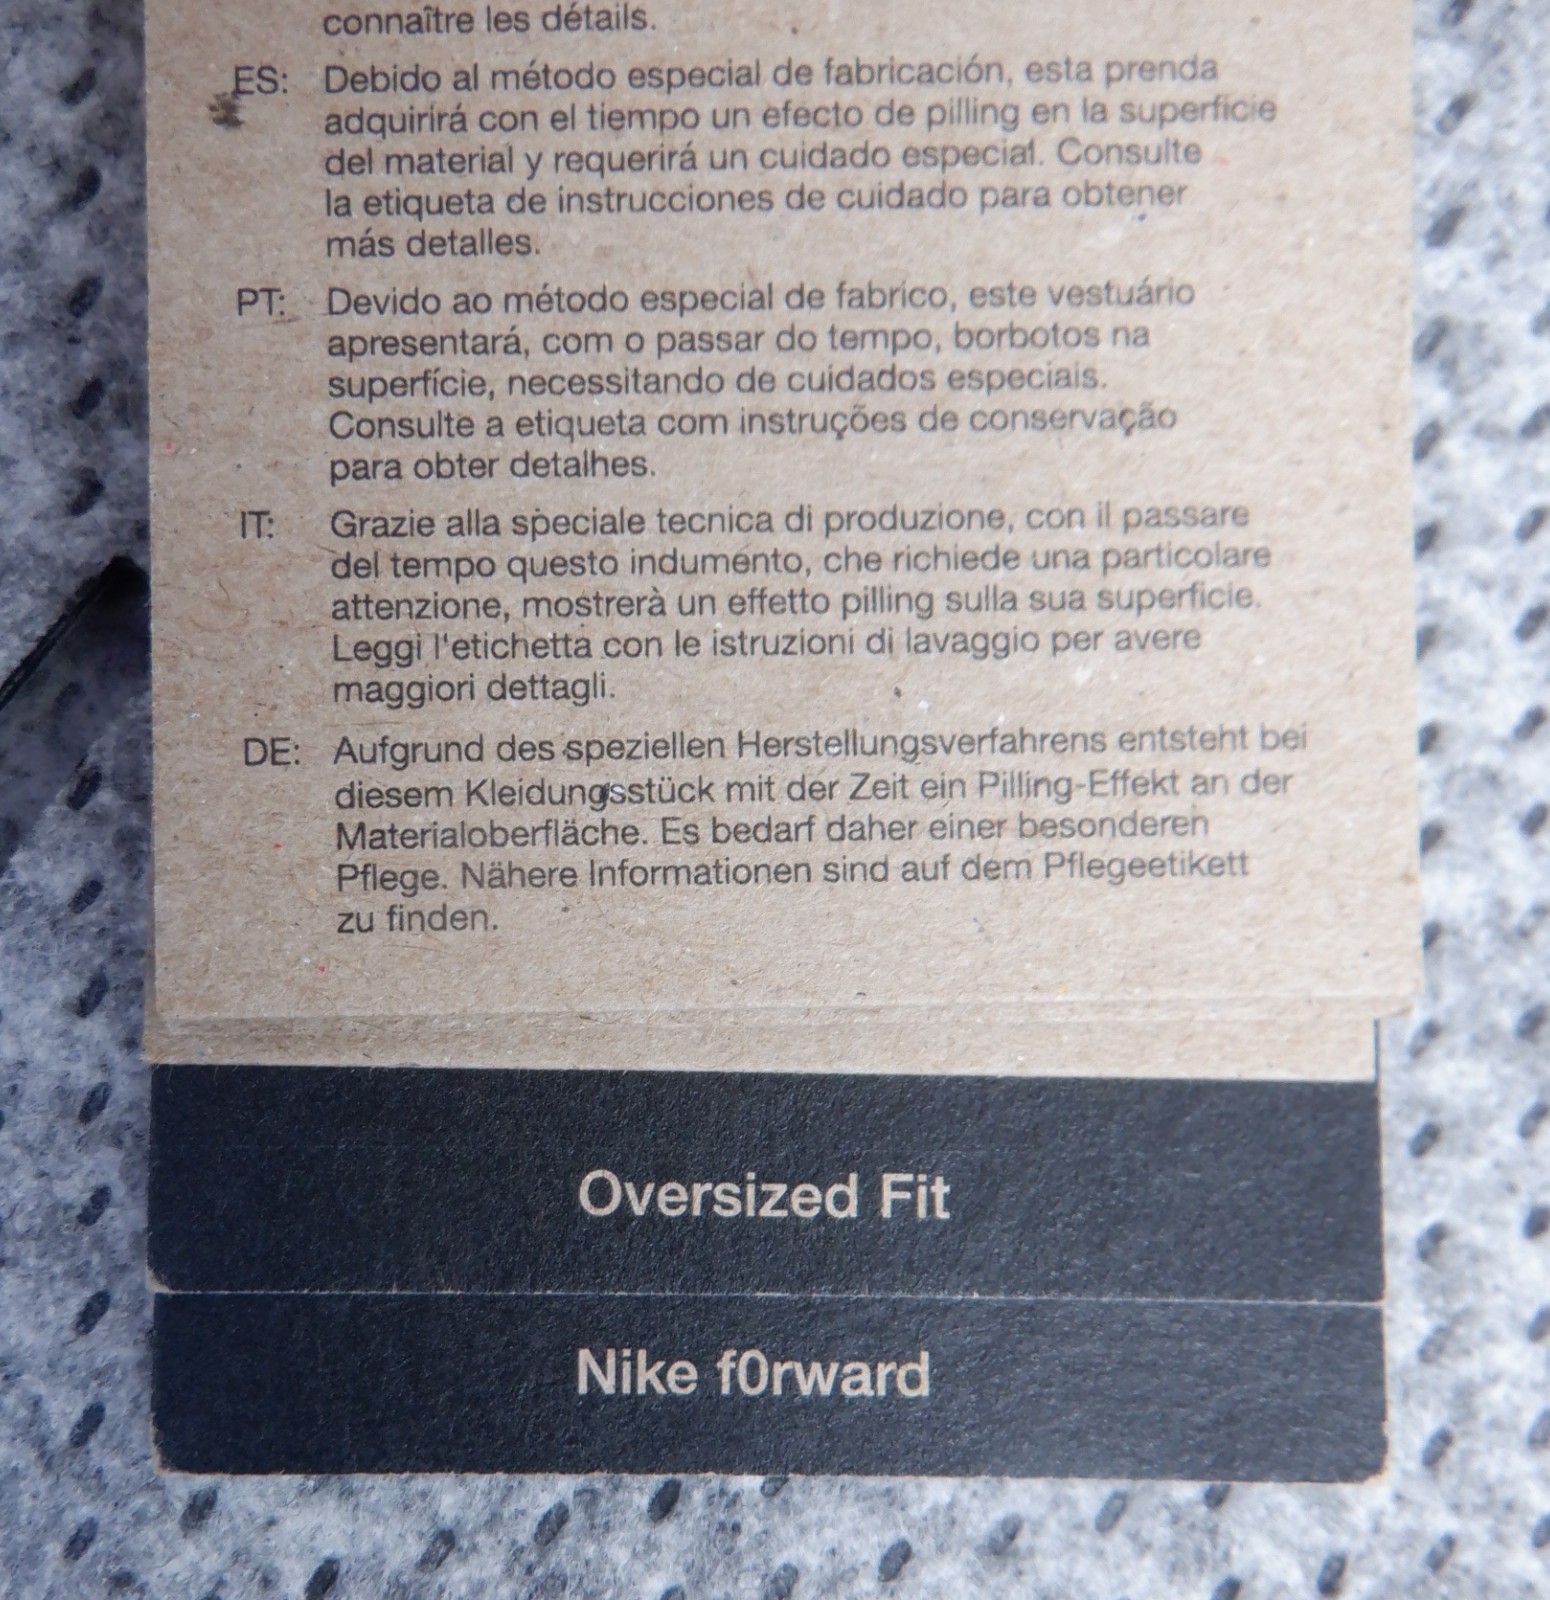 connaître les détails.
ES: Debido al método especial de fabricación, esta prenda
adquirirá con el tiempo un efecto de pilling en la superficie
del material y requerirá un cuidado especial. Consulte
la etiqueta de instrucciones de cuidado para obtener
más detalles.
PT: Devido ao método especial de fabrico, este vestuário
apresentará, com o passar do tempo, borbotos na
superfície, necessitando de cuidados especiais.
Consulte a etiqueta com instruções de conservação
para obter detalhes.
IT: Grazie alla speciale tecnica di produzione, con il passare
del tempo questo indumento, che richiede una particolare
attenzione, mostrerà un effetto pilling sulla sua superficie.
Leggi l'etichetta con le istruzioni di lavaggio per avere
maggiori dettagli.
DE: Aufgrund des speziellen Herstellungsverfahrens entsteht bei
diesem Kleidungsstück mit der Zeit ein Pilling-Effekt an der
Materialoberfläche. Es bedarf daher einer besonderen
Pflege. Nähere Informationen sind auf dem Pflegeetikett
zu finden.
Oversized Fit
Nike f0rward